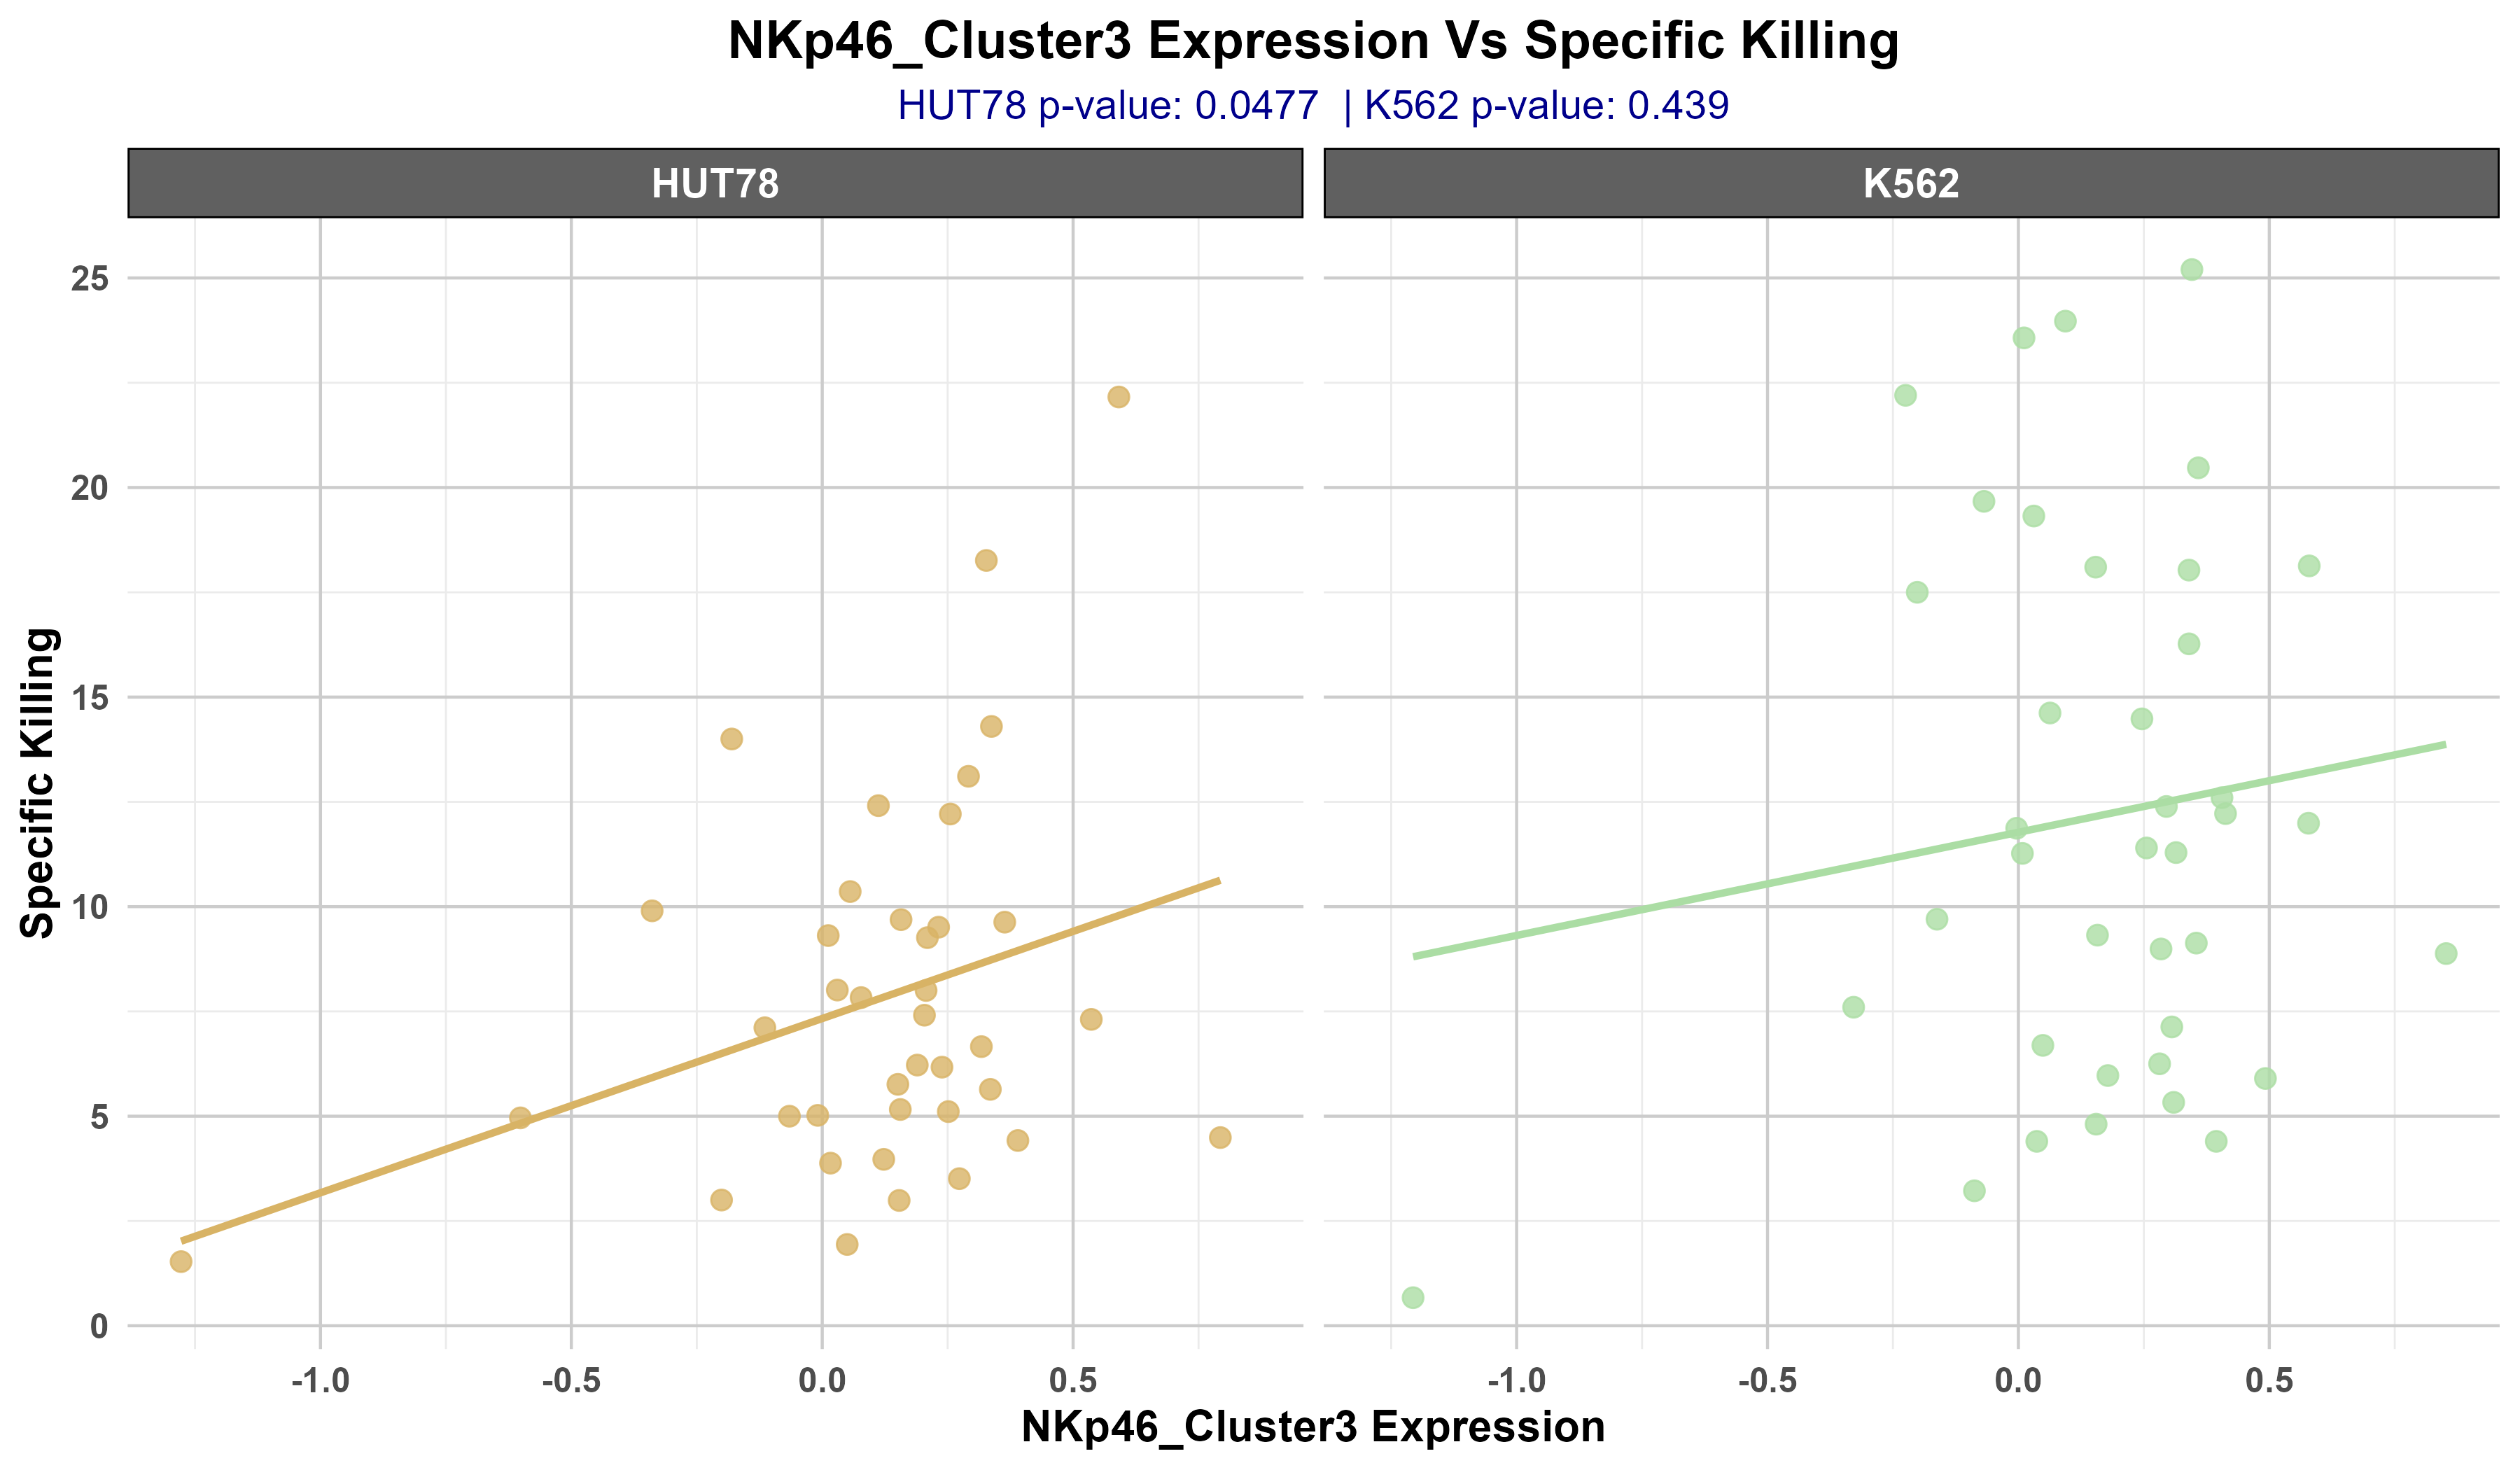 NKp46_Cluster3 Expression Vs Specific Killing
HUT78 p-value: 0.0477 | K562 p-value: 0.439
HUT78
K562
Specific Killing
25
20
15
10
5
0
-1.0 -0.5 0.0 0.5 -1.0 -0.5 0.0 0.5
NKp46_Cluster3 Expression